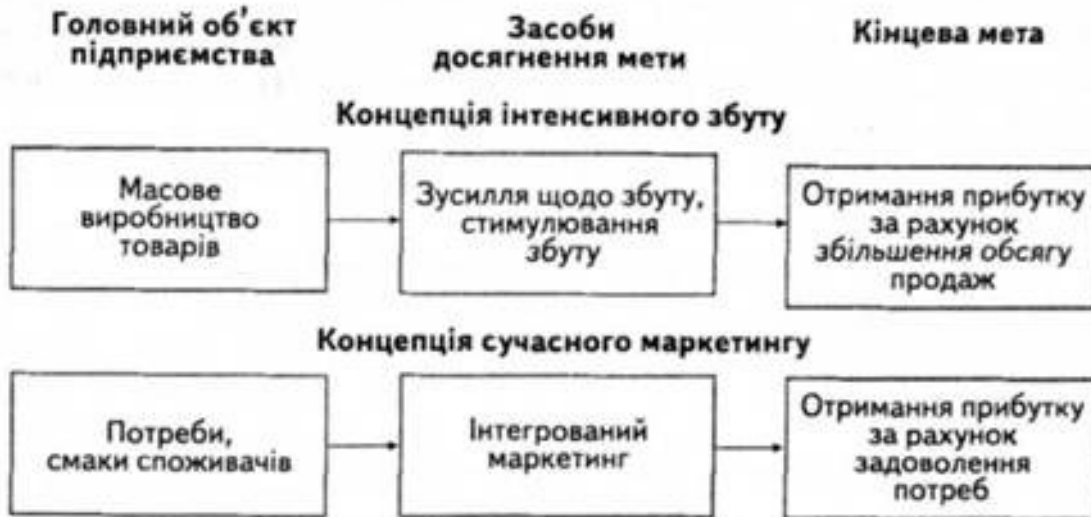 Головний об'єкт
підприємства
Засоби
досягнення мети
Кінцева мета
Концепція інтенсивного збуту
Масове
виробництво
товарів
Зусилля щодо збуту,
стимулювання
збуту
Отримання прибутку
за рахунок
збільшення обсягу
продаж
Концепція сучасного маркетингу
Потреби,
смаки споживачів
Інтегрований
маркетинг
Отримання прибутку
за рахунок
задоволення
потреб